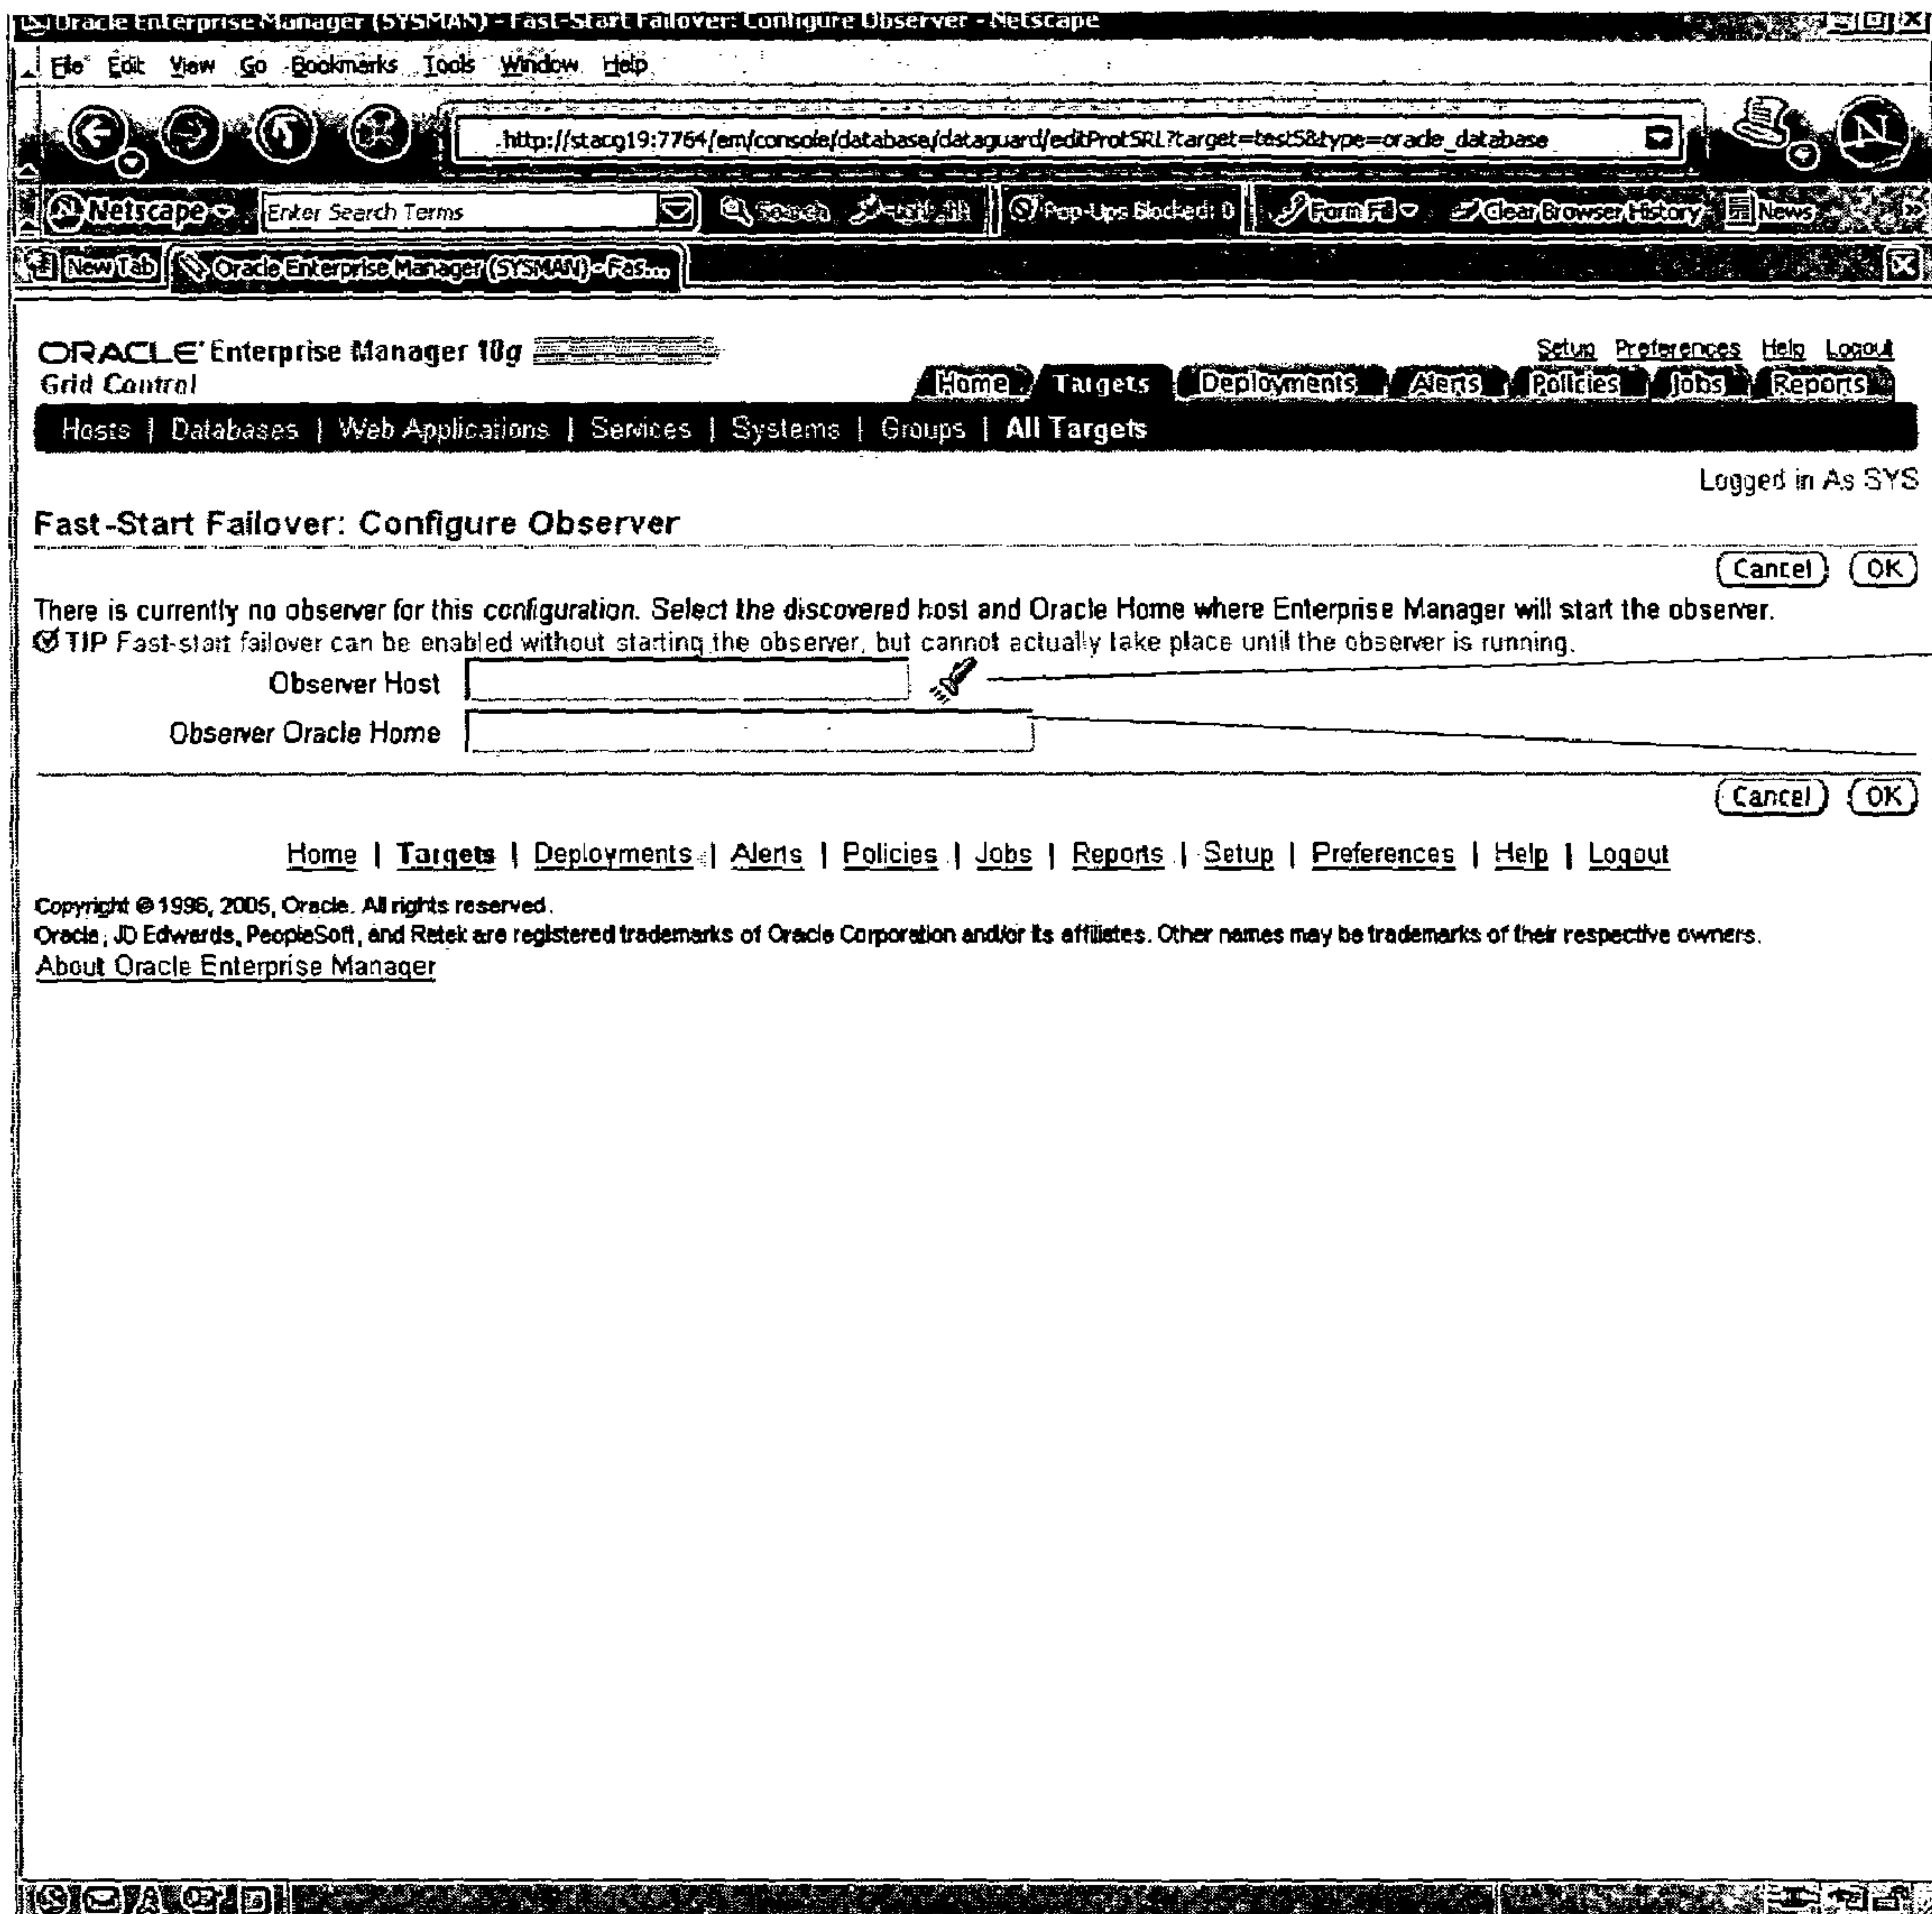 Oracle Enterprise Manager (SYSMAN) - Fast-Start Failover: Configure Observer - Netscape
File Edit View Go Bookmarks Tools Window Help
http://stacg19:7764/em/console/database/dataguard/editProtSRL?target=test5&type=oracle_database
Netscape Enter Search Terms Search Pop-Ups Blocked: 0 Form Fill Clear Browser History News
New Tab Oracle Enterprise Manager (SYSMAN) - Fas...
ORACLE Enterprise Manager 10g
Setup Preferences Help Logout
Grid Control
Home Targets Deployments Alerts Policies Jobs Reports
Hosts | Databases | Web Applications | Services | Systems | Groups | All Targets
Logged in As SYS
Fast-Start Failover: Configure Observer
Cancel OK
There is currently no observer for this configuration. Select the discovered host and Oracle Home where Enterprise Manager will start the observer.
TIP Fast-start failover can be enabled without starting the observer, but cannot actually take place until the observer is running.
Observer Host
Observer Oracle Home
Cancel OK
Home | Targets | Deployments | Alerts | Policies | Jobs | Reports | Setup | Preferences | Help | Logout
Copyright © 1996, 2005, Oracle. All rights reserved.
Oracle, JD Edwards, PeopleSoft, and Retek are registered trademarks of Oracle Corporation and/or its affiliates. Other names may be trademarks of their respective owners.
About Oracle Enterprise Manager